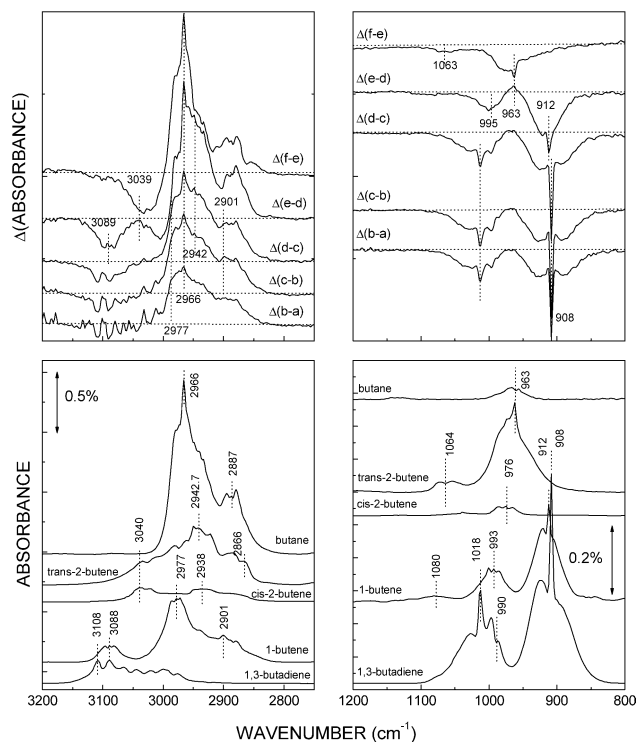 Δ(ABSORBANCE)
3039
3089
2901
2942
2966
2977
Δ(f-e)
Δ(e-d)
Δ(d-c)
Δ(c-b)
Δ(b-a)
Δ(f-e)
1063
Δ(e-d)
963
912
995
Δ(d-c)
Δ(c-b)
Δ(b-a)
908
ABSORBANCE
0.5%
2966
2887
2942.7
3040
butane
2866
trans-2-butene
2977
2938
cis-2-butene
3108
3088
2901
1-butene
1,3-butadiene
3200 3100 3000 2900 2800
butane
963
1064
912
908
976
trans-2-butene
cis-2-butene
1018
993
0.2%
1080
1-butene
990
1,3-butadiene
1200 1100 1000 900 800
WAVENUMBER (cm-1)